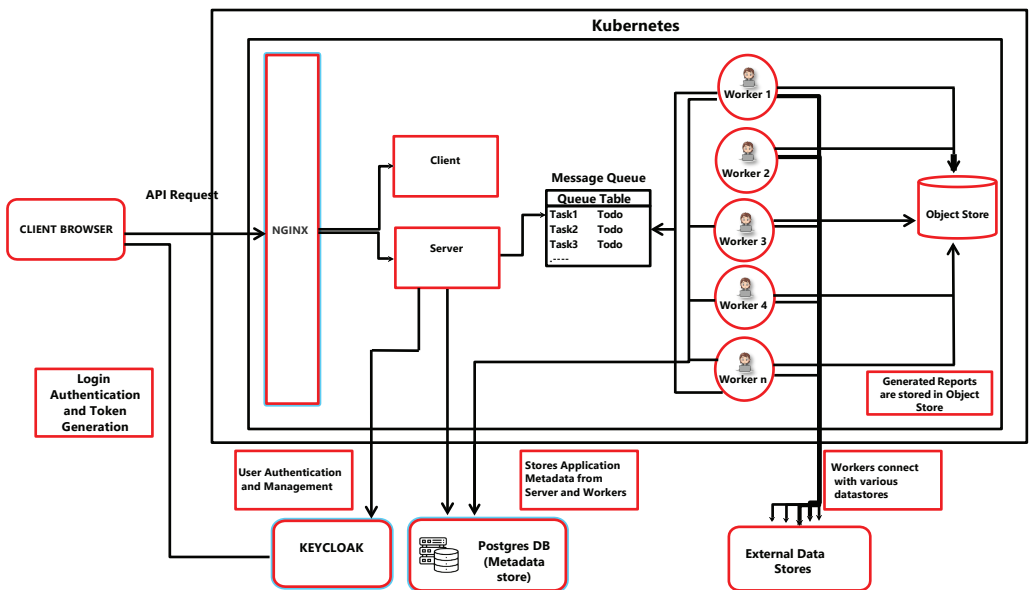 Kubernetes
Worker 1
Client
Worker 2
Message Queue
API Request
Queue Table
Task1 Todo
Task2 Todo
Task3 Todo
.----
Object Store
CLIENT BROWSER
NGINX
Server
Worker 3
Worker 4
Worker n
Login
Authentication
and Token
Generation
Generated Reports
are stored in Object
Store
User Authentication
and Management
Stores Application
Metadata from
Server and Workers
Workers connect
with various
datastores
KEYCLOAK
Postgres DB
(Metadata
store)
External Data
Stores